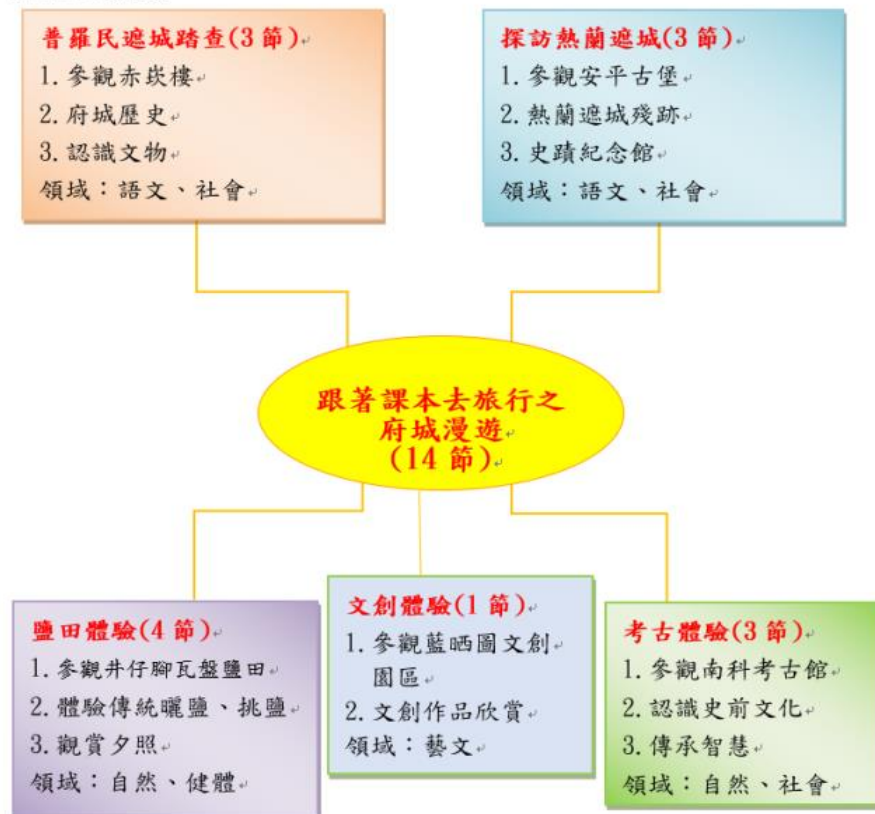 普羅民遮城踏查(3 節)
1.參觀赤崁樓
2.府城歷史
3.認識文物
領域：語文、社會
探訪熱蘭遮城(3 節)
1.參觀安平古堡
2.熱蘭遮城殘跡
3.史蹟紀念館
領域：語文、社會
跟著課本去旅行之
府城漫遊
(14 節)
鹽田體驗(4 節)
1.參觀井仔腳瓦盤鹽田
2.體驗傳統曬鹽、挑鹽
3.觀賞夕照
領域：自然、健體
文創體驗(1 節)
1.參觀藍晒圖文創
園區
2.文創作品欣賞
領域：藝文
考古體驗(3 節)
1.參觀南科考古館
2.認識史前文化
3.傳承智慧
領域：自然、社會